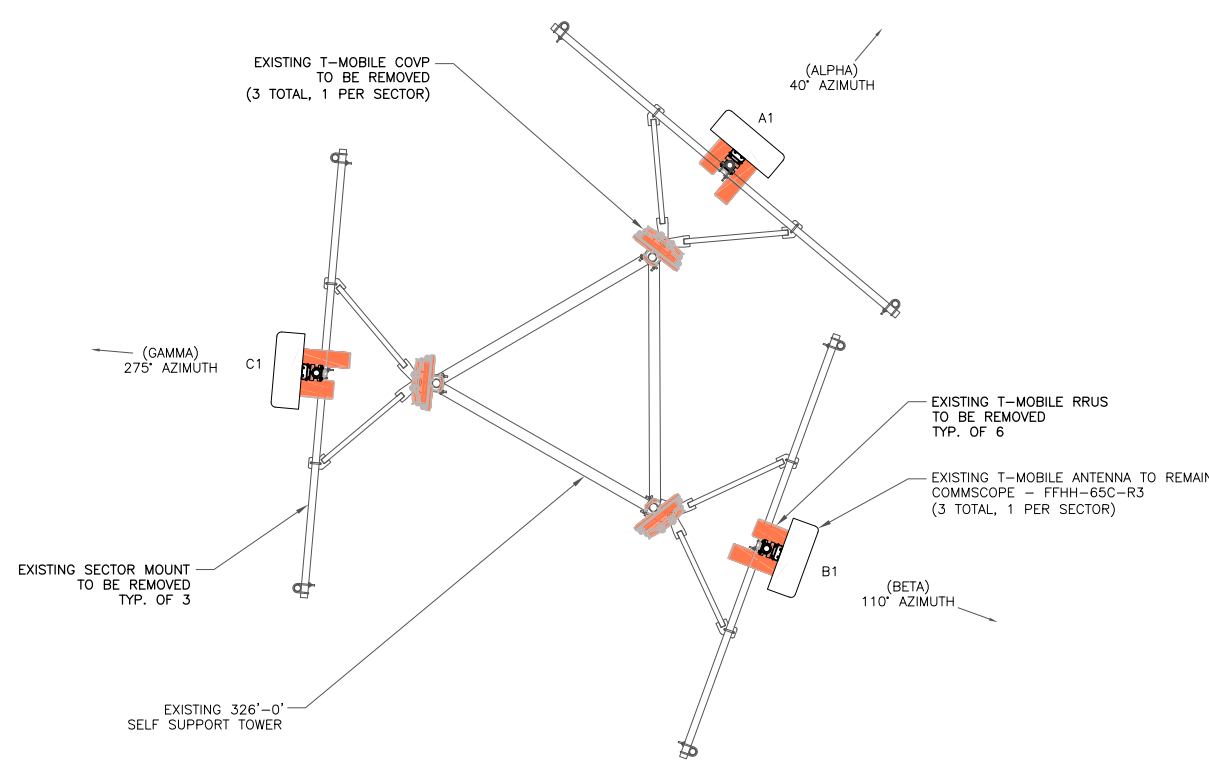 EXISTING T-MOBILE COVP
TO BE REMOVED
(3 TOTAL, 1 PER SECTOR)
(ALPHA)
40° AZIMUTH
A1
(GAMMA)
275° AZIMUTH
C1
EXISTING T-MOBILE RRUS
TO BE REMOVED
TYP. OF 6
EXISTING T-MOBILE ANTENNA TO REMAIN
COMMSCOPE - FFHH-65C-R3
(3 TOTAL, 1 PER SECTOR)
EXISTING SECTOR MOUNT
TO BE REMOVED
TYP. OF 3
B1
(BETA)
110° AZIMUTH
EXISTING 326'-0'
SELF SUPPORT TOWER